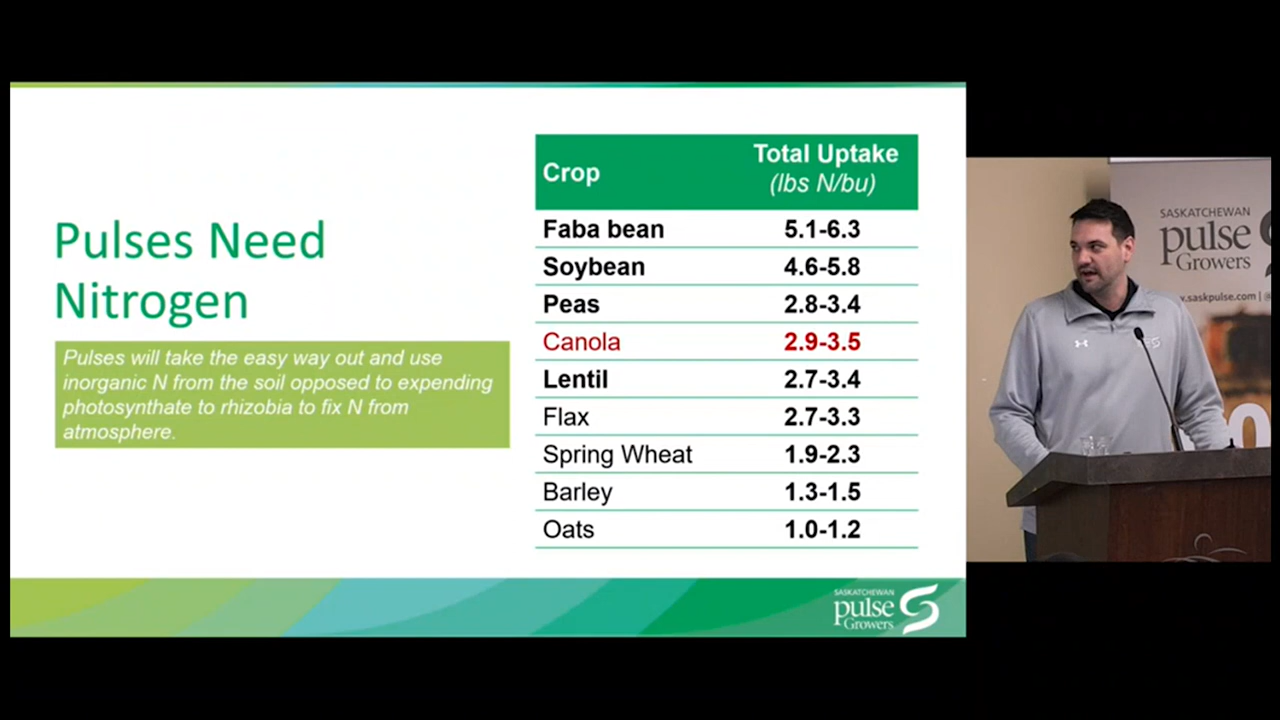 Pulses Need
Nitrogen
Pulses will take the easy way out and use
inorganic N from the soil opposed to expending
photosynthate to rhizobia to fix N from
atmosphere.
Crop Total Uptake
(lbs N/bu)
Faba bean 5.1-6.3
Soybean 4.6-5.8
Peas 2.8-3.4
Canola 2.9-3.5
Lentil 2.7-3.4
Flax 2.7-3.3
Spring Wheat 1.9-2.3
Barley 1.3-1.5
Oats 1.0-1.2
SASKATCHEWAN
pulse
Growers
SASKATCHEWAN
pulse
Growers
.saskpulse.com |